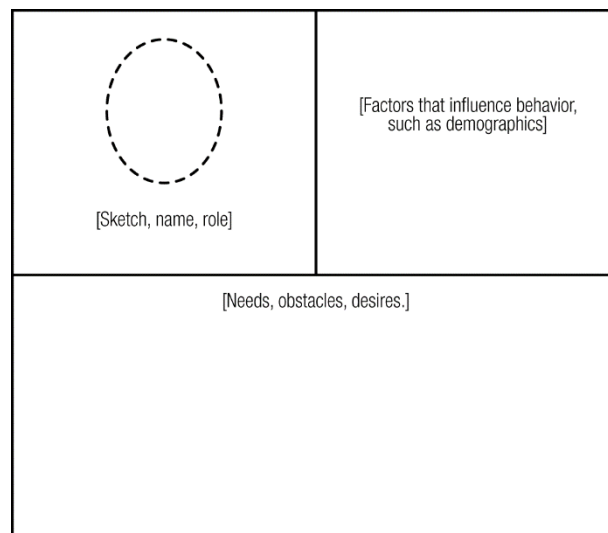 [Sketch, name, role]
[Factors that influence behavior,
such as demographics]
[Needs, obstacles, desires.]